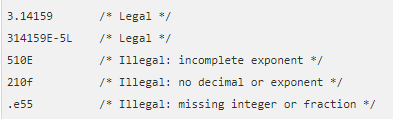 3.14159       /* Legal */
314159E-5L    /* Legal */
510E          /* Illegal: incomplete exponent */
210f          /* Illegal: no decimal or exponent */
.e55          /* Illegal: missing integer or fraction */